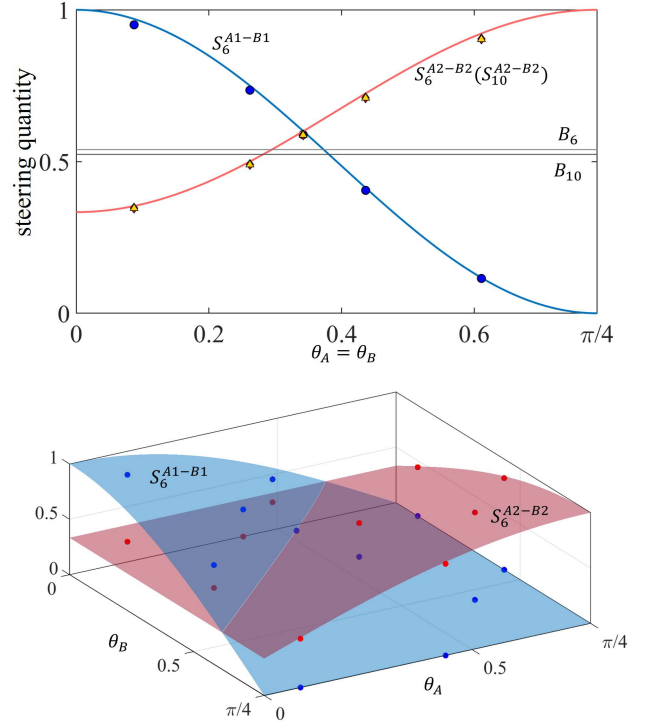 1
S_6^{A1−B1}
S_6^{A2−B2}(S_{10}^{A2−B2})
steering quantity
B_6
0.5
B_{10}
0
0 0.2 0.4 0.6 π/4
θ_A = θ_B
1
S_6^{A1−B1}
0.5
S_6^{A2−B2}
0
0
θ_B
0.5
π/4
0.5
π/4
θ_A
0